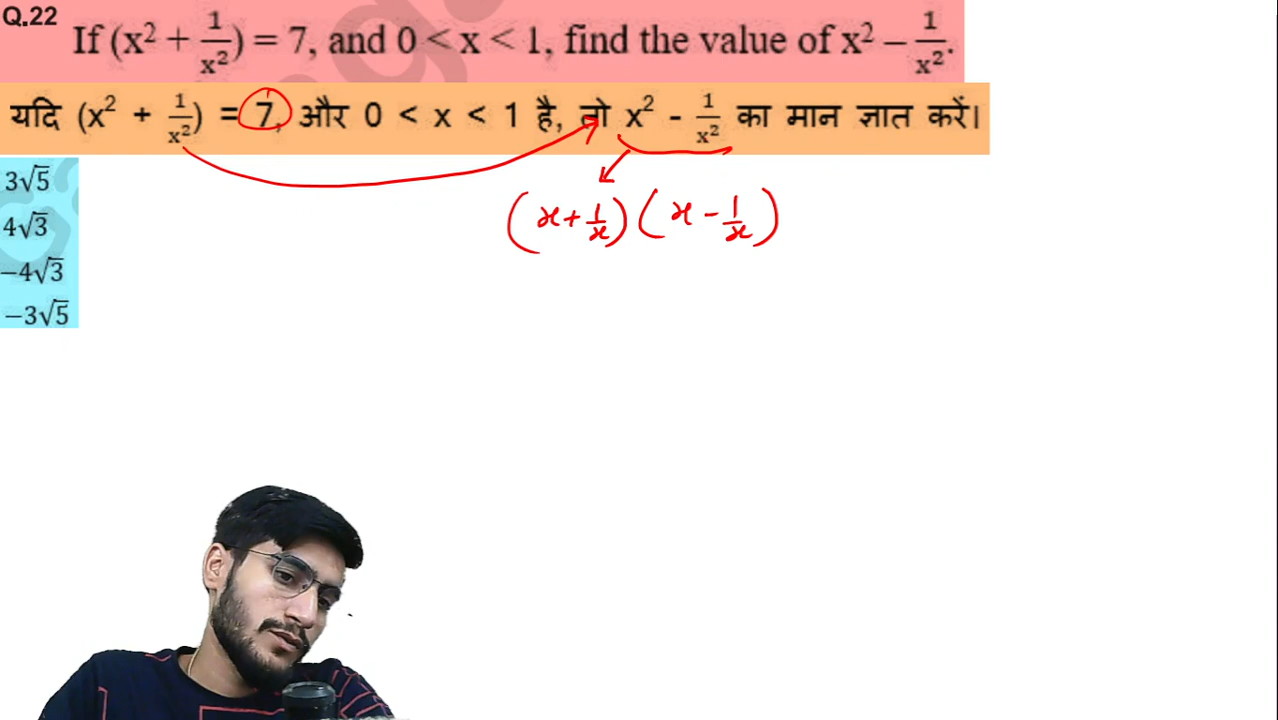 Q.22
If (x² + 1/x²) = 7, and 0 < x < 1, find the value of x² − 1/x².
यदि (x² + 1/x²) = 7, और 0 < x < 1 है, तो x² - 1/x² का मान ज्ञात करें।
3√5
4√3
−4√3
−3√5
(x + 1/x) (x − 1/x)